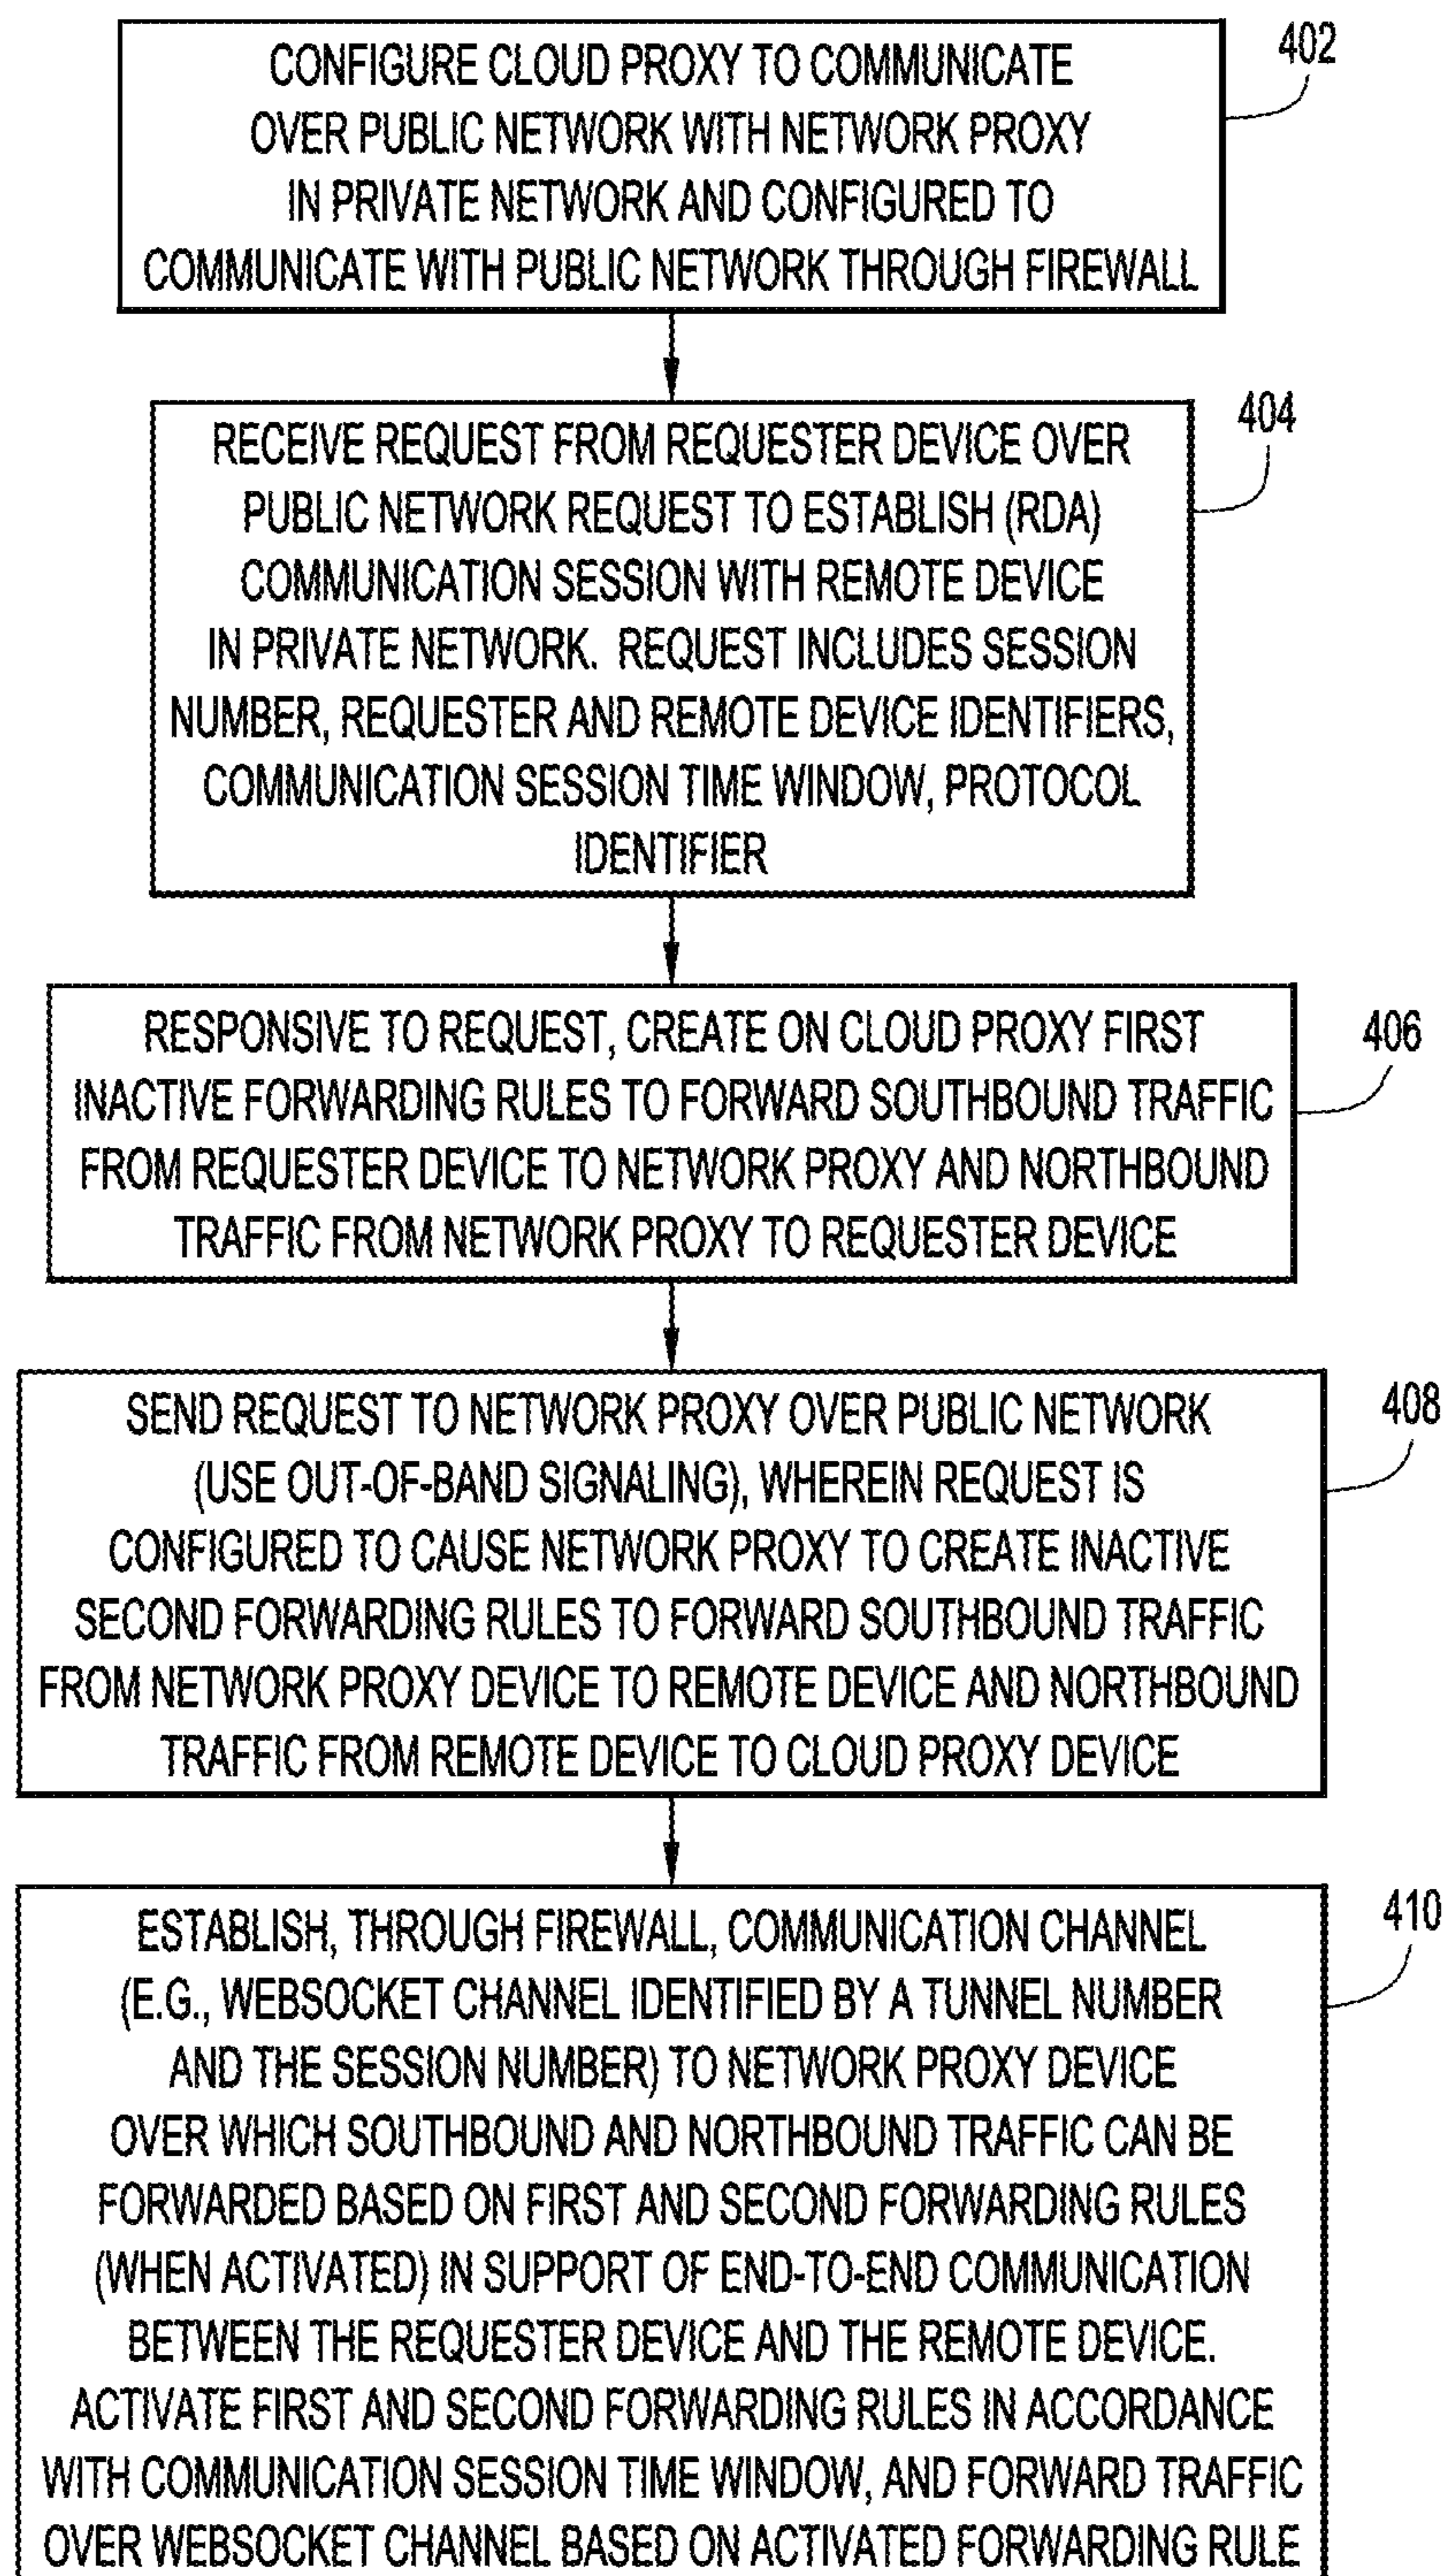 CONFIGURE CLOUD PROXY TO COMMUNICATE
OVER PUBLIC NETWORK WITH NETWORK PROXY
IN PRIVATE NETWORK AND CONFIGURED TO
COMMUNICATE WITH PUBLIC NETWORK THROUGH FIREWALL
402
RECEIVE REQUEST FROM REQUESTER DEVICE OVER
PUBLIC NETWORK REQUEST TO ESTABLISH (RDA)
COMMUNICATION SESSION WITH REMOTE DEVICE
IN PRIVATE NETWORK. REQUEST INCLUDES SESSION
NUMBER, REQUESTER AND REMOTE DEVICE IDENTIFIERS,
COMMUNICATION SESSION TIME WINDOW, PROTOCOL
IDENTIFIER
404
RESPONSIVE TO REQUEST, CREATE ON CLOUD PROXY FIRST
INACTIVE FORWARDING RULES TO FORWARD SOUTHBOUND TRAFFIC
FROM REQUESTER DEVICE TO NETWORK PROXY AND NORTHBOUND
TRAFFIC FROM NETWORK PROXY TO REQUESTER DEVICE
406
SEND REQUEST TO NETWORK PROXY OVER PUBLIC NETWORK
(USE OUT-OF-BAND SIGNALING), WHEREIN REQUEST IS
CONFIGURED TO CAUSE NETWORK PROXY TO CREATE INACTIVE
SECOND FORWARDING RULES TO FORWARD SOUTHBOUND TRAFFIC
FROM NETWORK PROXY DEVICE TO REMOTE DEVICE AND NORTHBOUND
TRAFFIC FROM REMOTE DEVICE TO CLOUD PROXY DEVICE
408
ESTABLISH, THROUGH FIREWALL, COMMUNICATION CHANNEL
(E.G., WEBSOCKET CHANNEL IDENTIFIED BY A TUNNEL NUMBER
AND THE SESSION NUMBER) TO NETWORK PROXY DEVICE
OVER WHICH SOUTHBOUND AND NORTHBOUND TRAFFIC CAN BE
FORWARDED BASED ON FIRST AND SECOND FORWARDING RULES
(WHEN ACTIVATED) IN SUPPORT OF END-TO-END COMMUNICATION
BETWEEN THE REQUESTER DEVICE AND THE REMOTE DEVICE.
ACTIVATE FIRST AND SECOND FORWARDING RULES IN ACCORDANCE
WITH COMMUNICATION SESSION TIME WINDOW, AND FORWARD TRAFFIC
OVER WEBSOCKET CHANNEL BASED ON ACTIVATED FORWARDING RULE
410